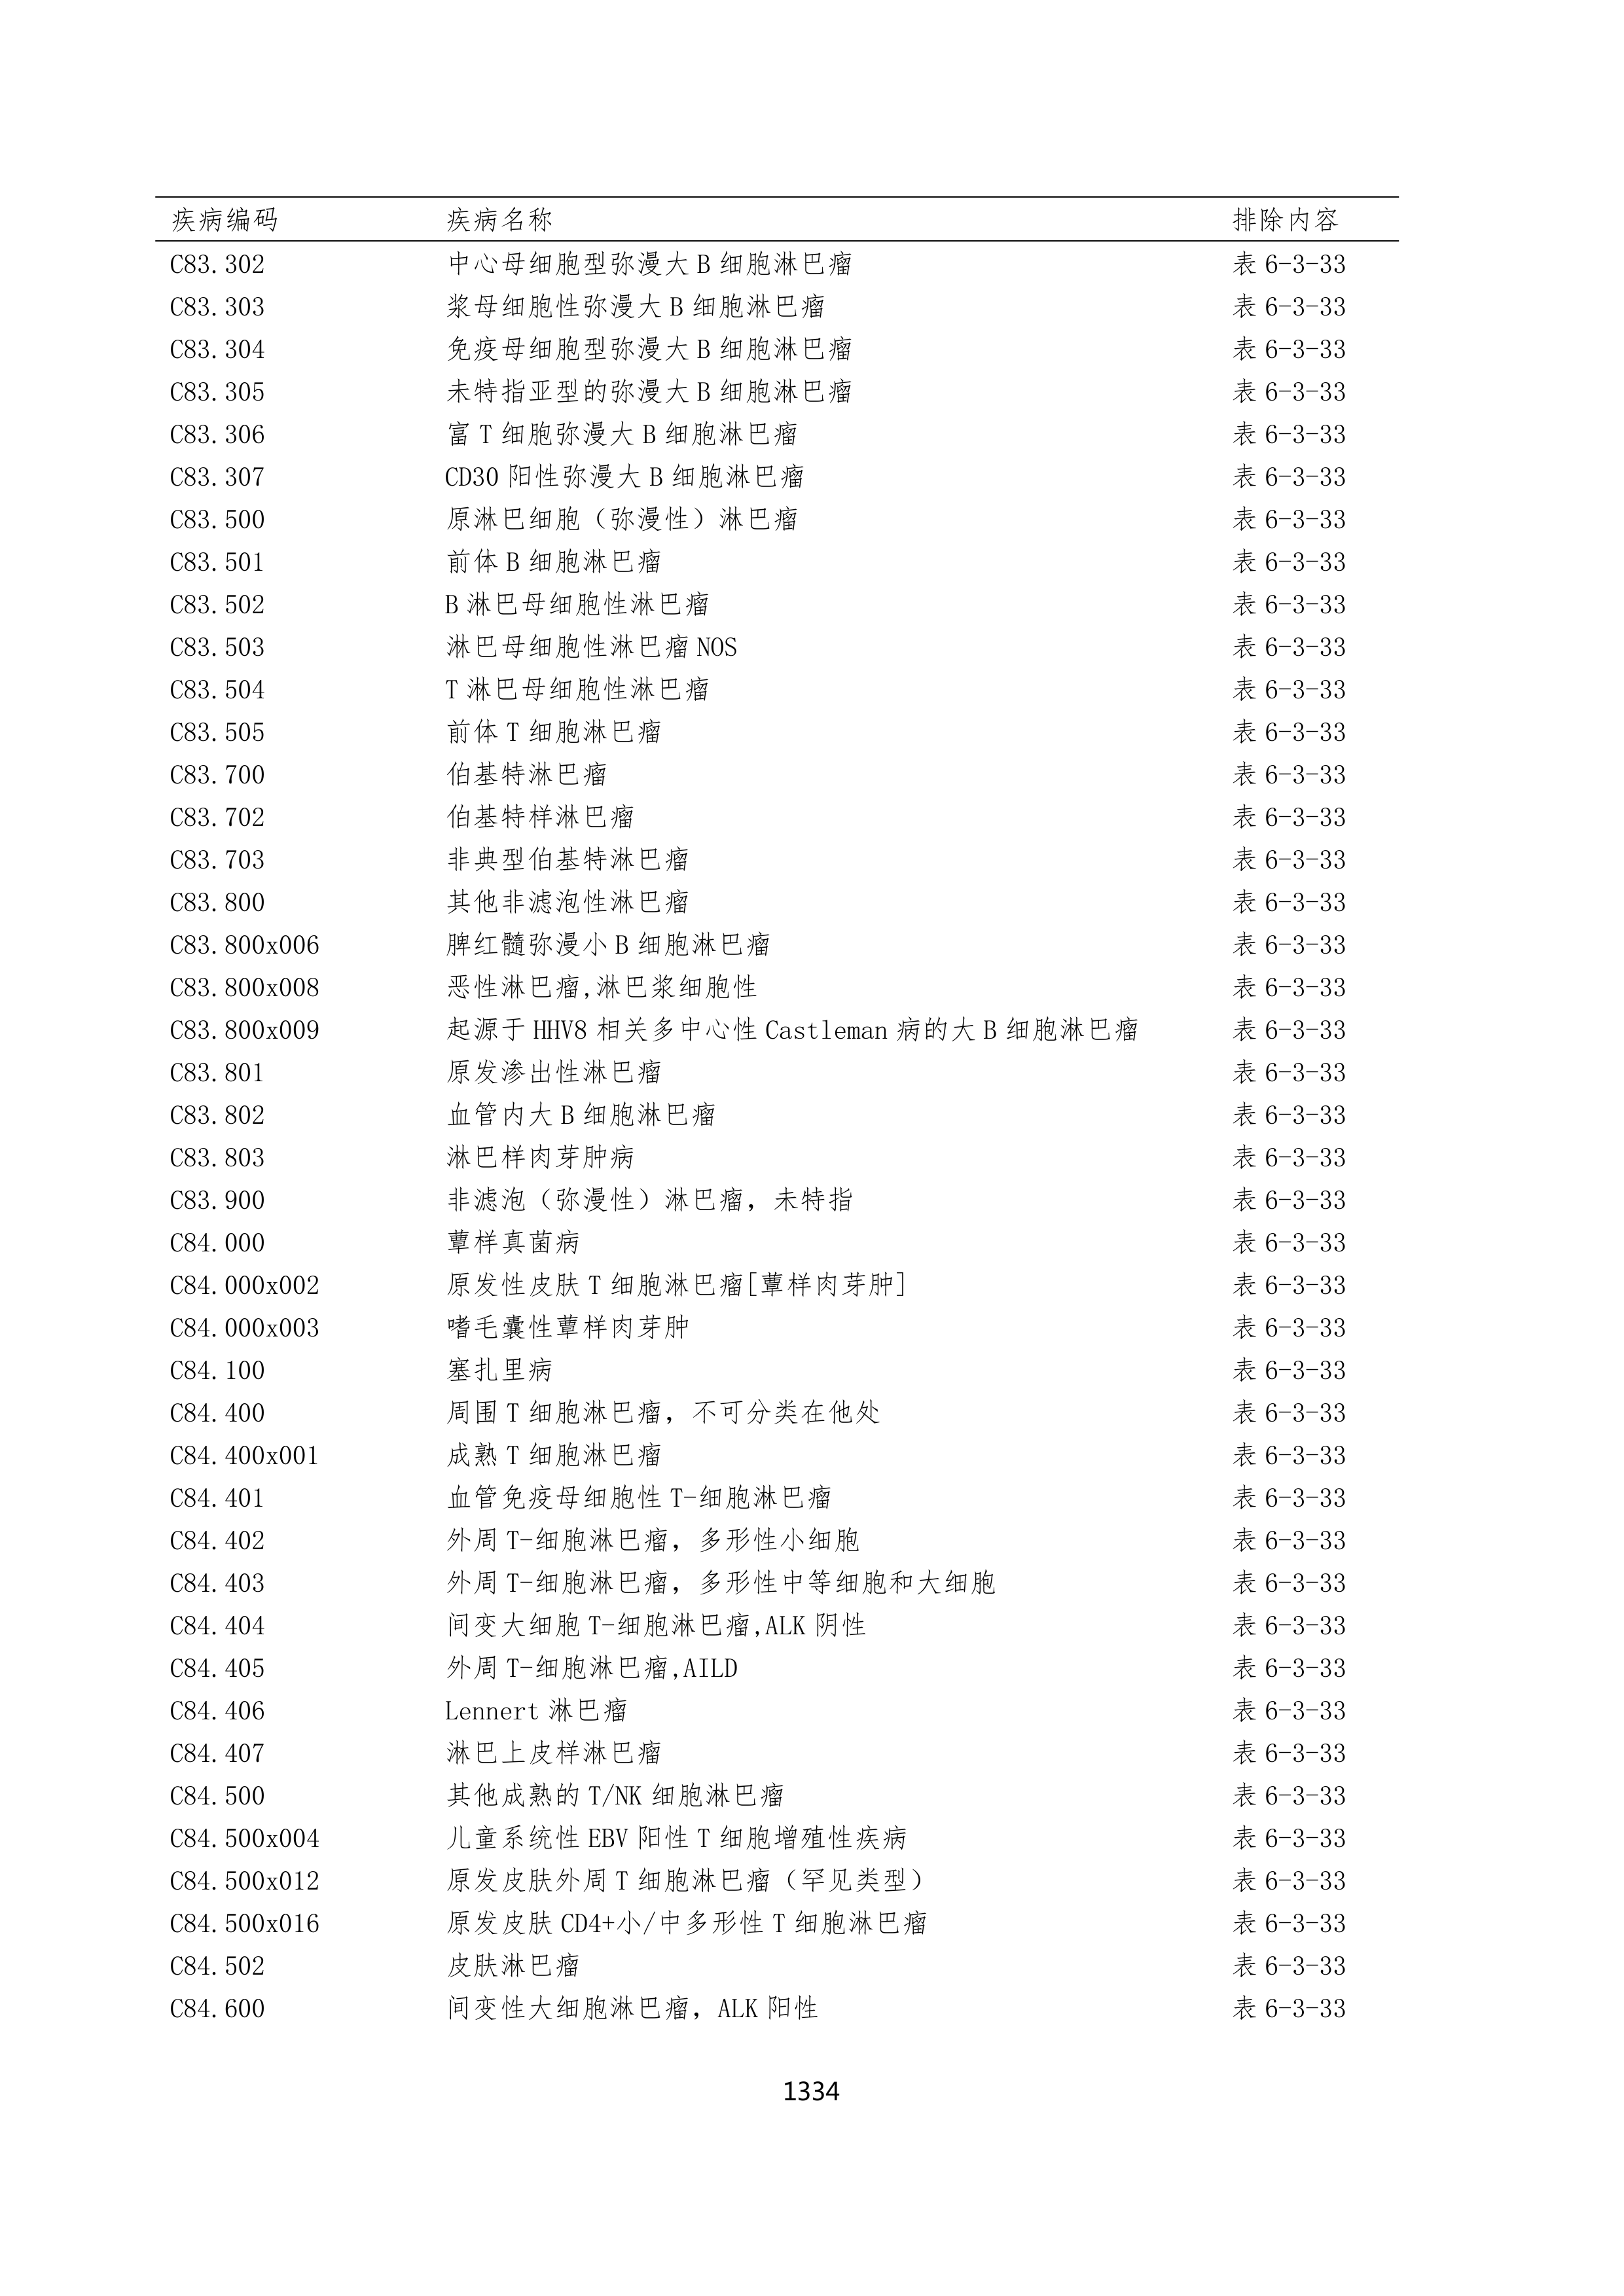 疾病编码 疾病名称 排除内容
C83.302 中心母细胞型弥漫大 B 细胞淋巴瘤 表 6-3-33
C83.303 浆母细胞性弥漫大 B 细胞淋巴瘤 表 6-3-33
C83.304 免疫母细胞型弥漫大 B 细胞淋巴瘤 表 6-3-33
C83.305 未特指亚型的弥漫大 B 细胞淋巴瘤 表 6-3-33
C83.306 富 T 细胞弥漫大 B 细胞淋巴瘤 表 6-3-33
C83.307 CD30 阳性弥漫大 B 细胞淋巴瘤 表 6-3-33
C83.500 原淋巴细胞（弥漫性）淋巴瘤 表 6-3-33
C83.501 前体 B 细胞淋巴瘤 表 6-3-33
C83.502 B 淋巴母细胞性淋巴瘤 表 6-3-33
C83.503 淋巴母细胞性淋巴瘤 NOS 表 6-3-33
C83.504 T 淋巴母细胞性淋巴瘤 表 6-3-33
C83.505 前体 T 细胞淋巴瘤 表 6-3-33
C83.700 伯基特淋巴瘤 表 6-3-33
C83.702 伯基特样淋巴瘤 表 6-3-33
C83.703 非典型伯基特淋巴瘤 表 6-3-33
C83.800 其他非滤泡性淋巴瘤 表 6-3-33
C83.800x006 脾红髓弥漫小 B 细胞淋巴瘤 表 6-3-33
C83.800x008 恶性淋巴瘤,淋巴浆细胞性 表 6-3-33
C83.800x009 起源于 HHV8 相关多中心性 Castleman 病的大 B 细胞淋巴瘤 表 6-3-33
C83.801 原发渗出性淋巴瘤 表 6-3-33
C83.802 血管内大 B 细胞淋巴瘤 表 6-3-33
C83.803 淋巴样肉芽肿病 表 6-3-33
C83.900 非滤泡（弥漫性）淋巴瘤，未特指 表 6-3-33
C84.000 蕈样真菌病 表 6-3-33
C84.000x002 原发性皮肤 T 细胞淋巴瘤[蕈样肉芽肿] 表 6-3-33
C84.000x003 嗜毛囊性蕈样肉芽肿 表 6-3-33
C84.100 塞扎里病 表 6-3-33
C84.400 周围 T 细胞淋巴瘤，不可分类在他处 表 6-3-33
C84.400x001 成熟 T 细胞淋巴瘤 表 6-3-33
C84.401 血管免疫母细胞性 T-细胞淋巴瘤 表 6-3-33
C84.402 外周 T-细胞淋巴瘤，多形性小细胞 表 6-3-33
C84.403 外周 T-细胞淋巴瘤，多形性中等细胞和大细胞 表 6-3-33
C84.404 间变大细胞 T-细胞淋巴瘤,ALK 阴性 表 6-3-33
C84.405 外周 T-细胞淋巴瘤,AILD 表 6-3-33
C84.406 Lennert 淋巴瘤 表 6-3-33
C84.407 淋巴上皮样淋巴瘤 表 6-3-33
C84.500 其他成熟的 T/NK 细胞淋巴瘤 表 6-3-33
C84.500x004 儿童系统性 EBV 阳性 T 细胞增殖性疾病 表 6-3-33
C84.500x012 原发皮肤外周 T 细胞淋巴瘤（罕见类型） 表 6-3-33
C84.500x016 原发皮肤 CD4+小/中多形性 T 细胞淋巴瘤 表 6-3-33
C84.502 皮肤淋巴瘤 表 6-3-33
C84.600 间变性大细胞淋巴瘤，ALK 阳性 表 6-3-33
1334